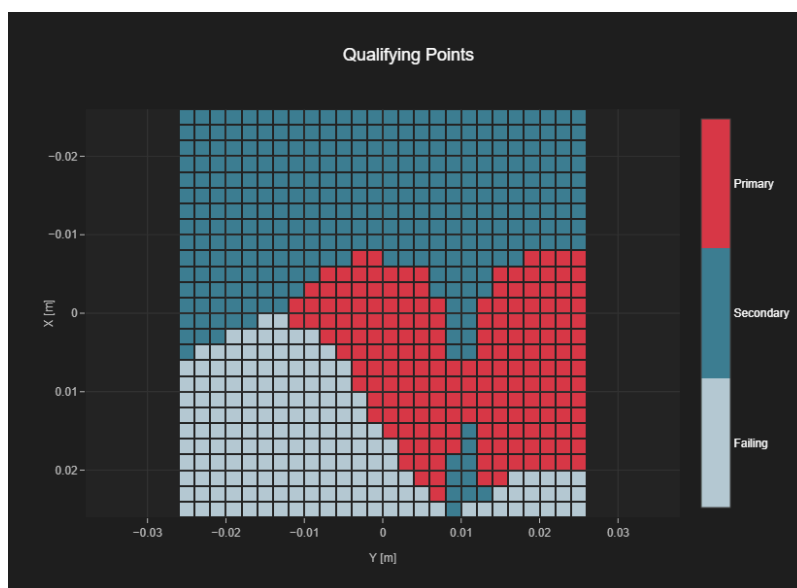 Qualifying Points
−0.02
−0.01
0
0.01
0.02
X [m]
−0.03
−0.02
−0.01
0
0.01
0.02
0.03
Y [m]
Primary
Secondary
Failing